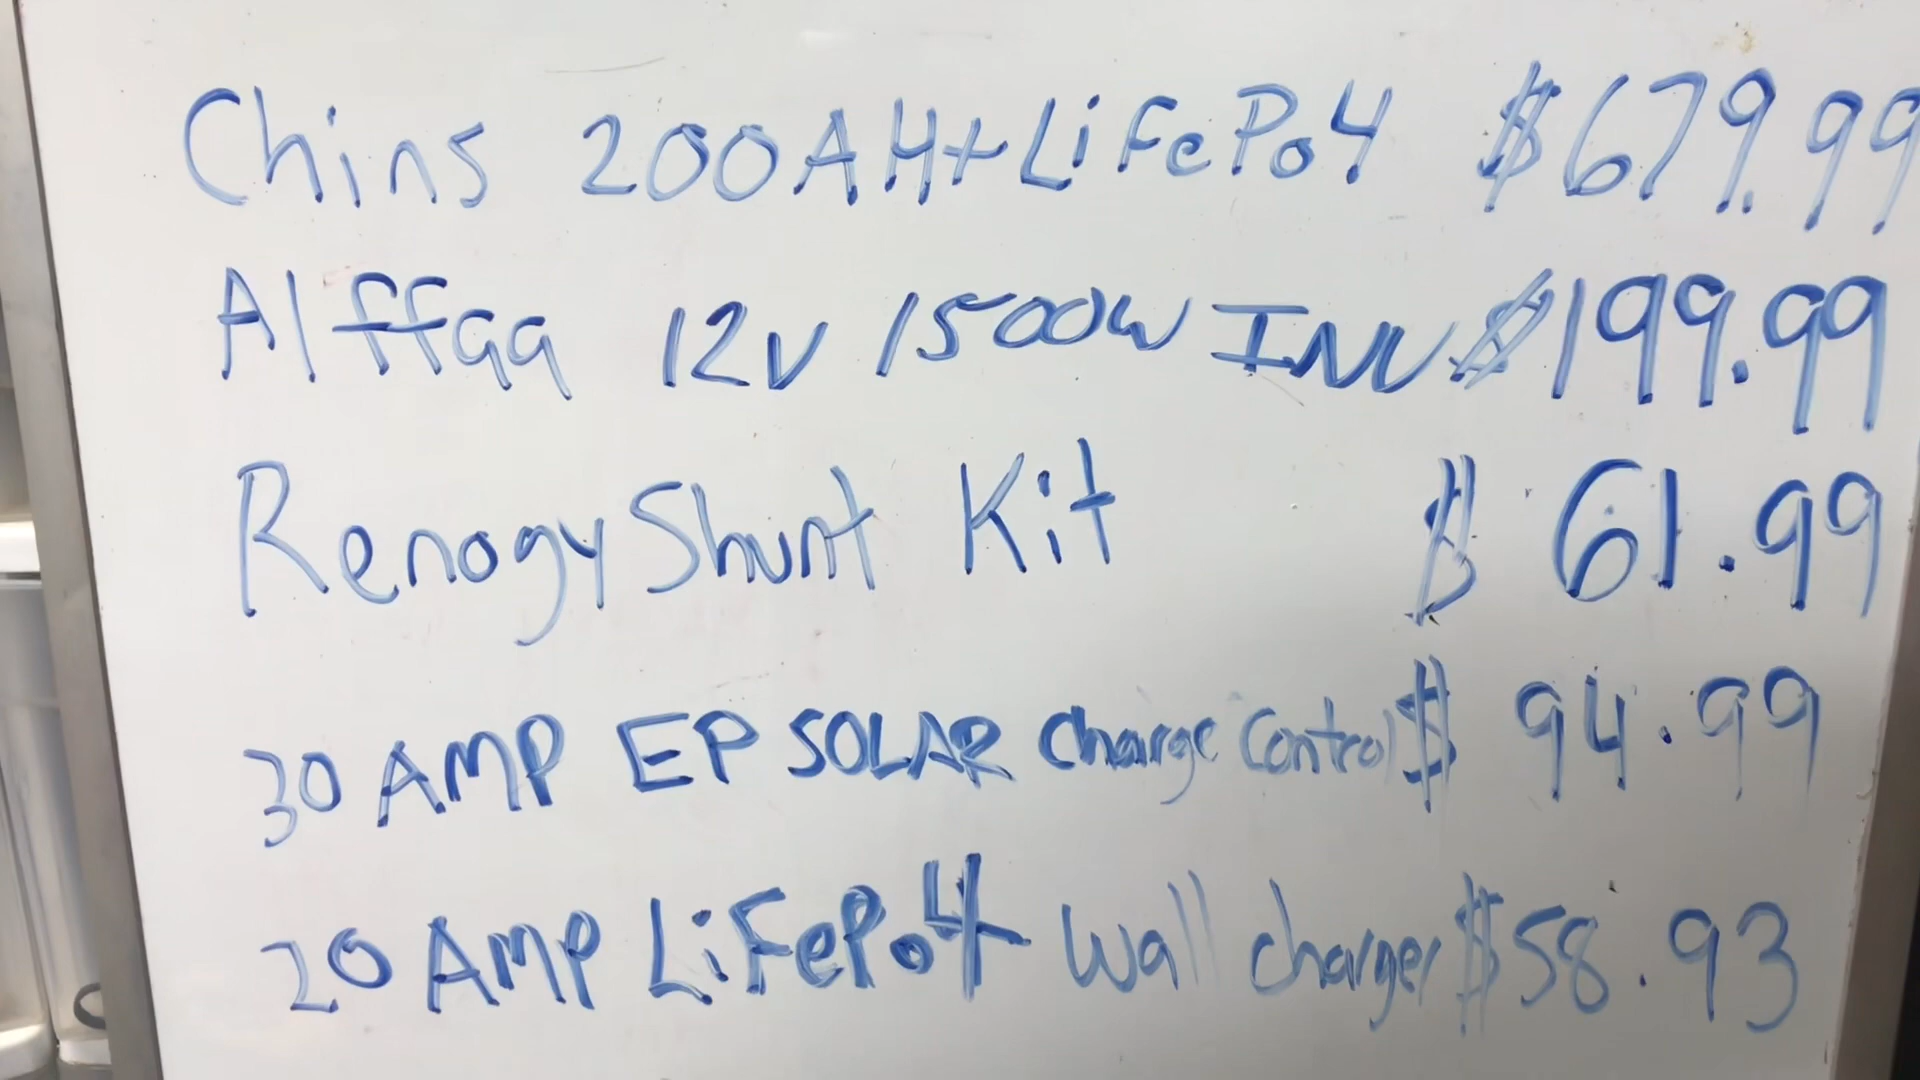 Chins 200AH+LiFePo4 $679.99
Alffgq 12v 1500W INV $199.99
Renogy Shunt Kit $61.99
30 AMP EP SOLAR Charge Control $94.99
20 AMP LiFePo4 Wall charger $58.93